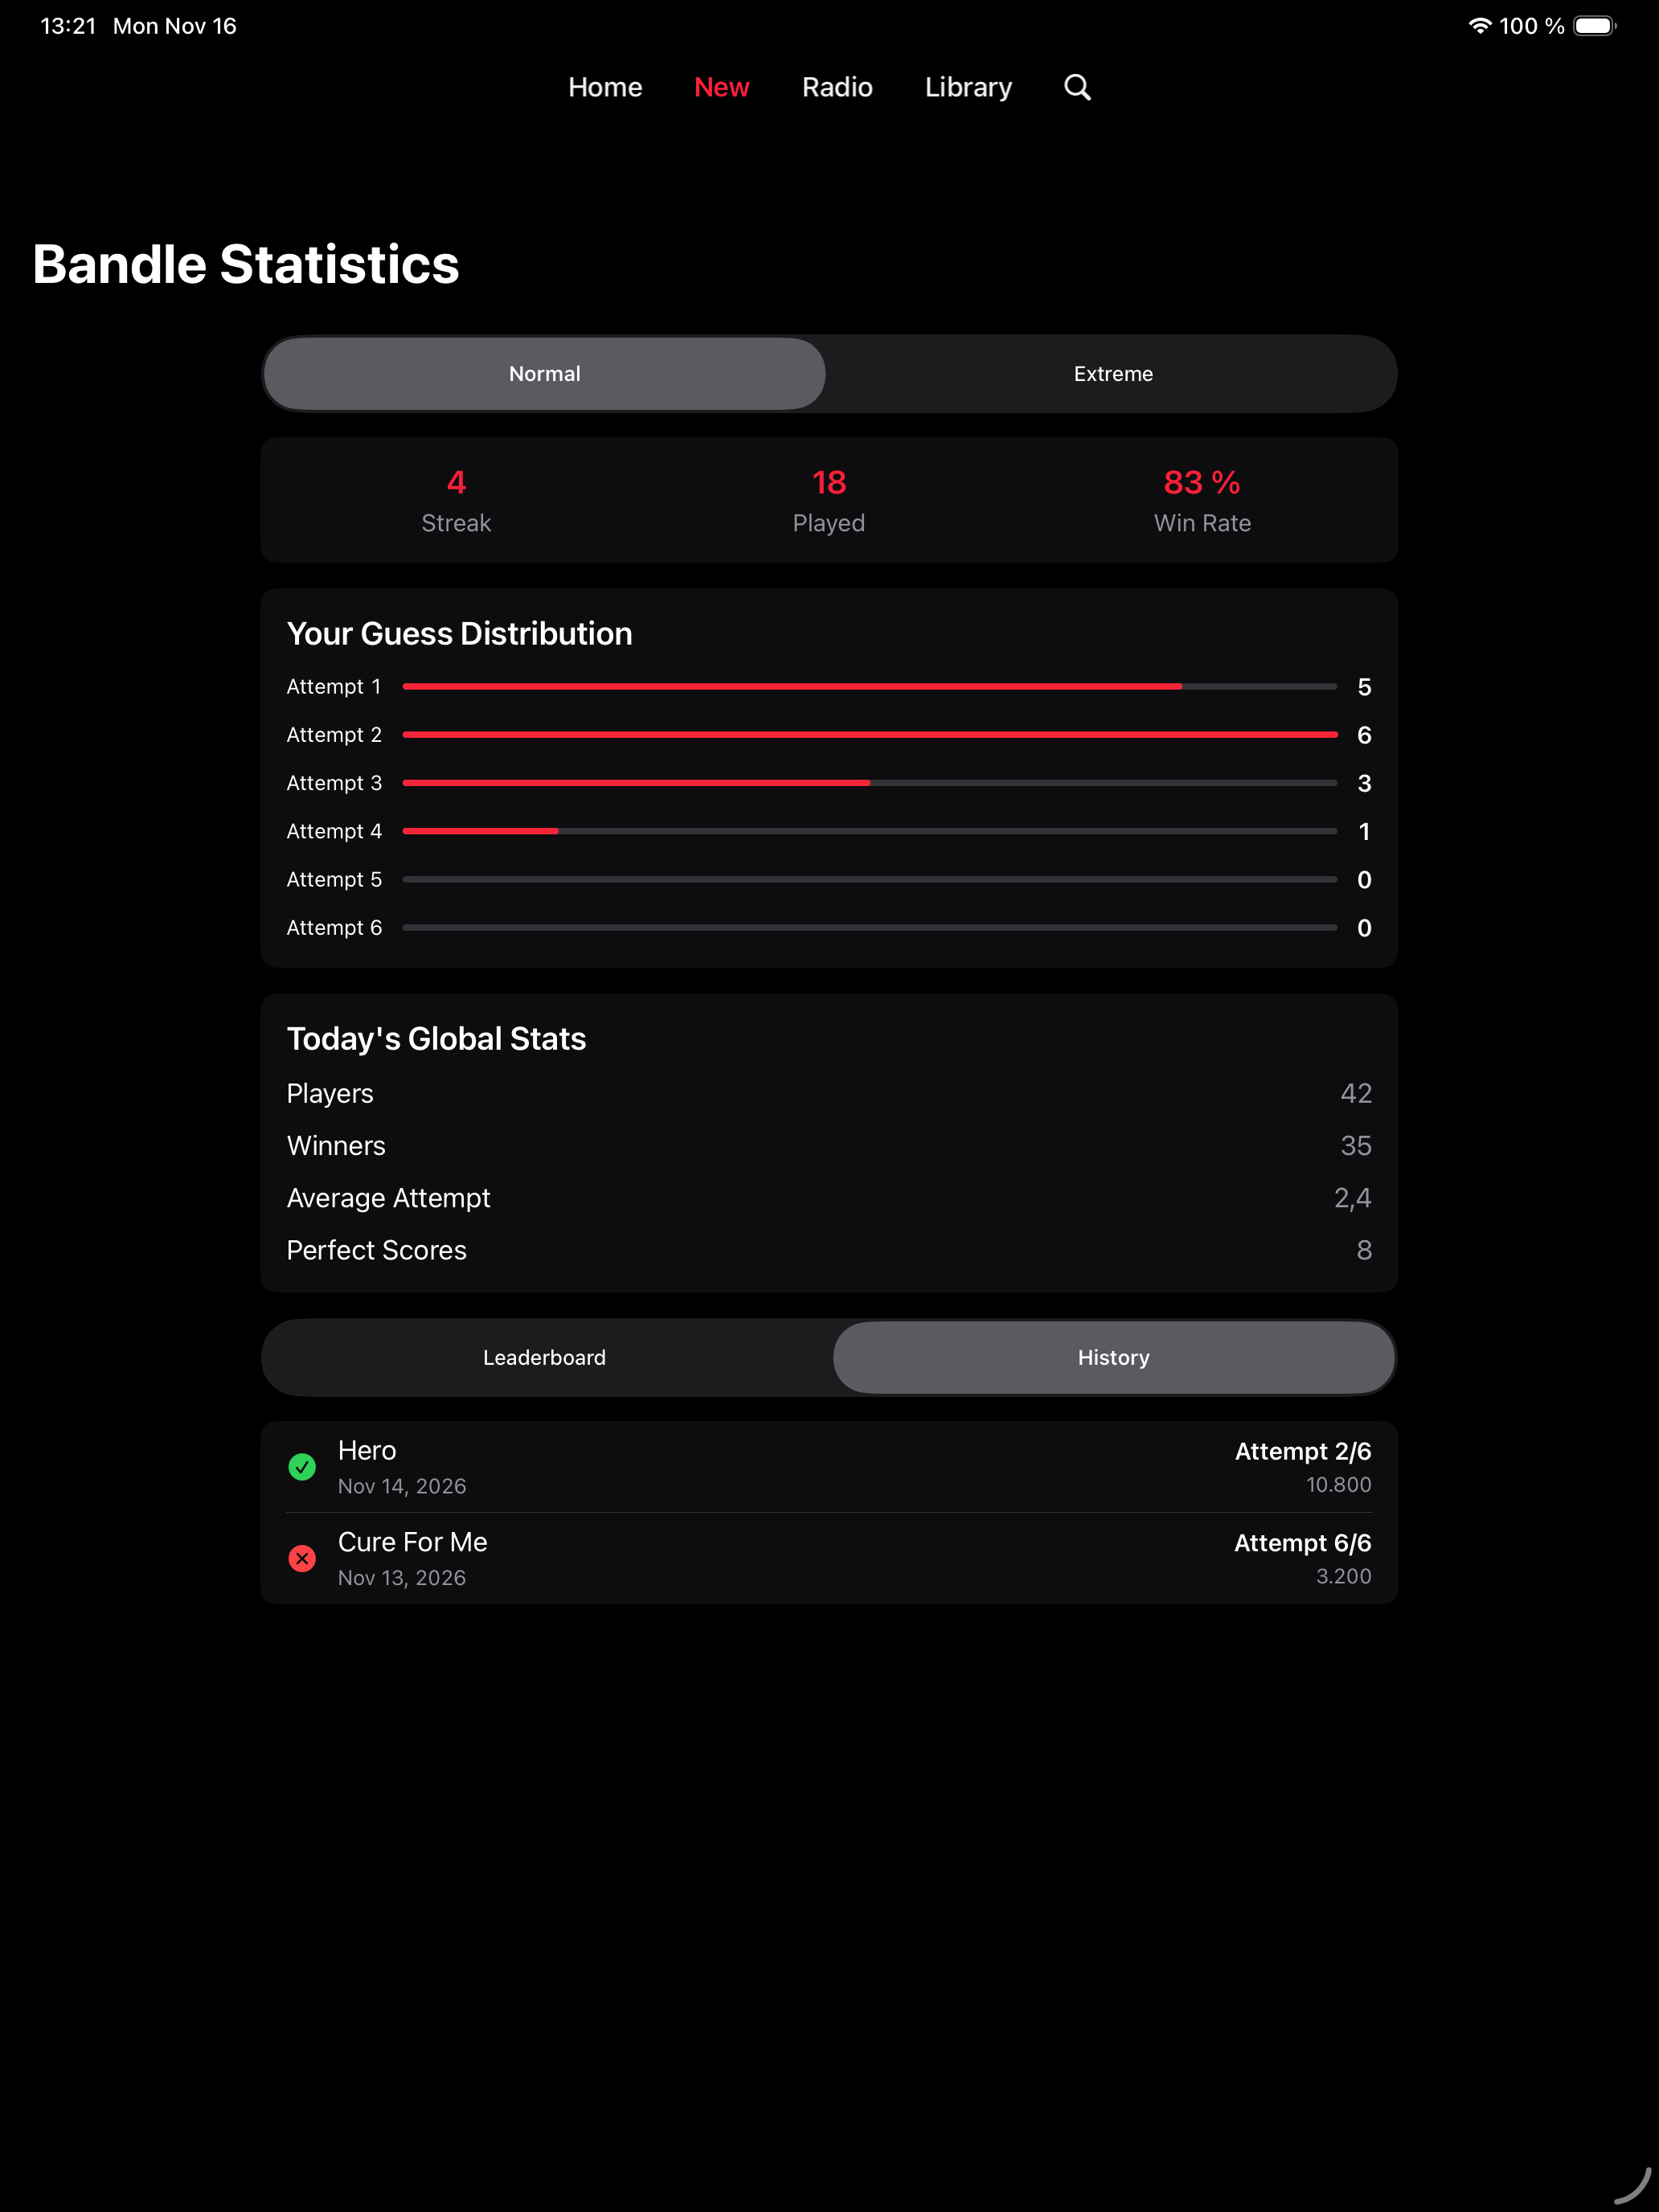 13:21 Mon Nov 16
100 %
Home New Radio Library
Bandle Statistics
Normal Extreme
4 18 83 %
Streak Played Win Rate
Your Guess Distribution
Attempt 1 5
Attempt 2 6
Attempt 3 3
Attempt 4 1
Attempt 5 0
Attempt 6 0
Today's Global Stats
Players 42
Winners 35
Average Attempt 2,4
Perfect Scores 8
Leaderboard History
Hero Attempt 2/6
Nov 14, 2026 10.800
Cure For Me Attempt 6/6
Nov 13, 2026 3.200